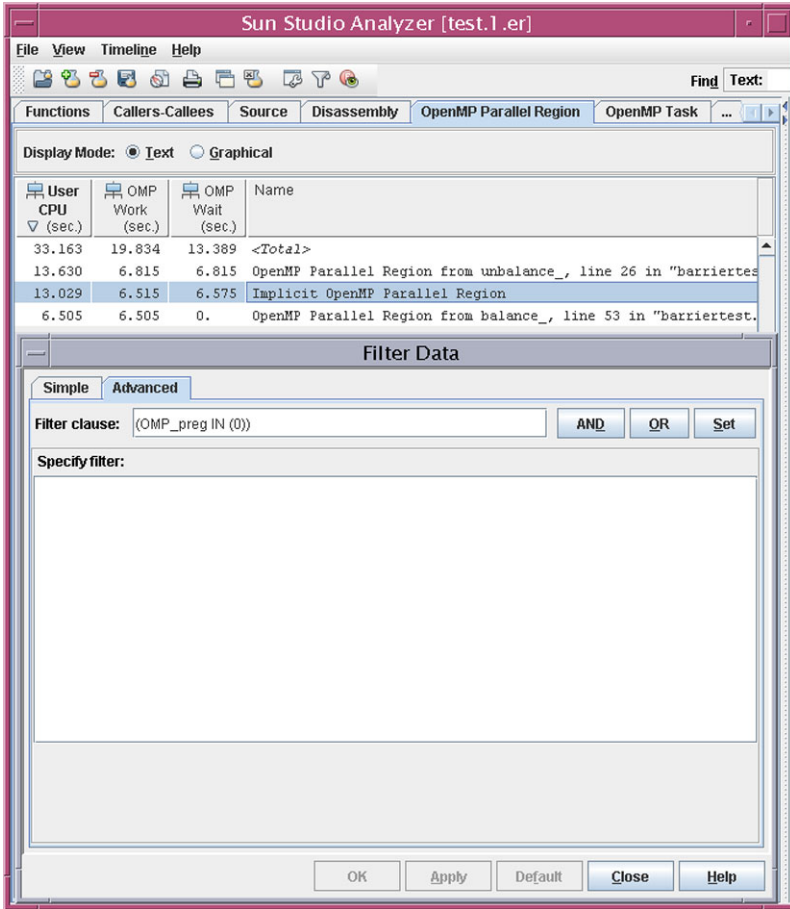 Sun Studio Analyzer [test.1.er]
File View Timeline Help
Find Text:
Functions Callers-Callees Source Disassembly OpenMP Parallel Region OpenMP Task ...
Display Mode: Text Graphical
User CPU (sec.) OMP Work (sec.) OMP Wait (sec.) Name
33.163 19.834 13.389 <Total>
13.630 6.815 6.815 OpenMP Parallel Region from unbalance_, line 26 in "barriertes
13.029 6.515 6.575 Implicit OpenMP Parallel Region
6.505 6.505 0. OpenMP Parallel Region from balance_, line 53 in "barriertest.
Filter Data
Simple Advanced
Filter clause: (OMP_preg IN (0)) AND OR Set
Specify filter:
OK Apply Default Close Help